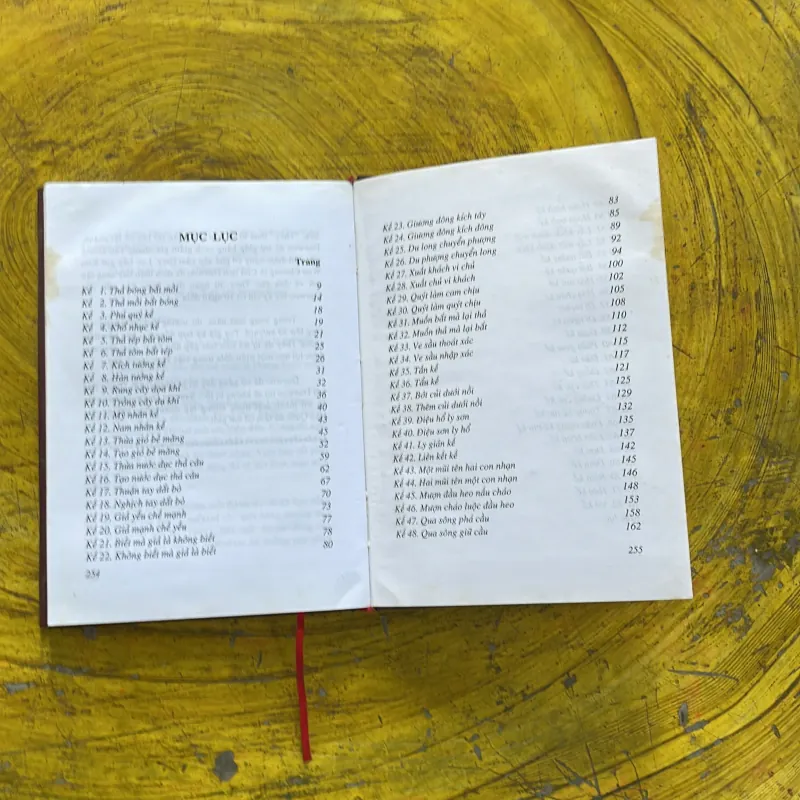 MỤC LỤC
Trang
Kế 1. Thả bóng bắt mồi 9
Kế 2. Thả mồi bắt bóng 14
Kế 3. Phú quý kế 18
Kế 4. Khổ nhục kế 19
Kế 5. Thả tép bắt tôm 21
Kế 6. Thả tôm bắt tép 25
Kế 7. Kích tướng kế 26
Kế 8. Hàn tướng kế 31
Kế 9. Rung cây dọa khỉ 32
Kế 10. Trồng cây dụ khỉ 36
Kế 11. Mỹ nhân kế 40
Kế 12. Nam nhân kế 43
Kế 13. Thừa gió bẻ măng 45
Kế 14. Tạo gió bẻ măng 52
Kế 15. Thừa nước đục thả câu 59
Kế 16. Tạo nước đục thả câu 62
Kế 17. Thuận tay dắt bò 67
Kế 18. Nghịch tay dắt bò 70
Kế 19. Giả yếu chế mạnh 73
Kế 20. Giả mạnh chế yếu 77
Kế 21. Biết mà giả là không biết 78
Kế 22. Không biết mà giả là biết 80
254
Kế 23. Giương đông kích tây 83
Kế 24. Giương đông kích đông 85
Kế 25. Du long chuyển phượng 89
Kế 26. Du phượng chuyển long 92
Kế 27. Xuất khách vi chủ 94
Kế 28. Xuất chủ vi khách 100
Kế 29. Quýt làm cam chịu 102
Kế 30. Quýt làm quýt chịu 105
Kế 31. Muốn bắt mà lại thả 108
Kế 32. Muốn thả mà lại bắt 110
Kế 33. Ve sầu thoát xác 112
Kế 34. Ve sầu nhập xác 115
Kế 35. Tẩn kế 117
Kế 36. Tẩu kế 121
Kế 37. Bớt củi dưới nồi 125
Kế 38. Thêm củi dưới nồi 129
Kế 39. Điệu hổ ly sơn 132
Kế 40. Điệu sơn ly hổ 135
Kế 41. Ly gián kế 137
Kế 42. Liên kết kế 142
Kế 43. Một mũi tên hai con nhạn 145
Kế 44. Hai mũi tên một con nhạn 146
Kế 45. Mượn đầu heo nấu cháo 148
Kế 46. Mượn cháo luộc đầu heo 153
Kế 47. Qua sông phá cầu 158
Kế 48. Qua sông giữ cầu 162
255